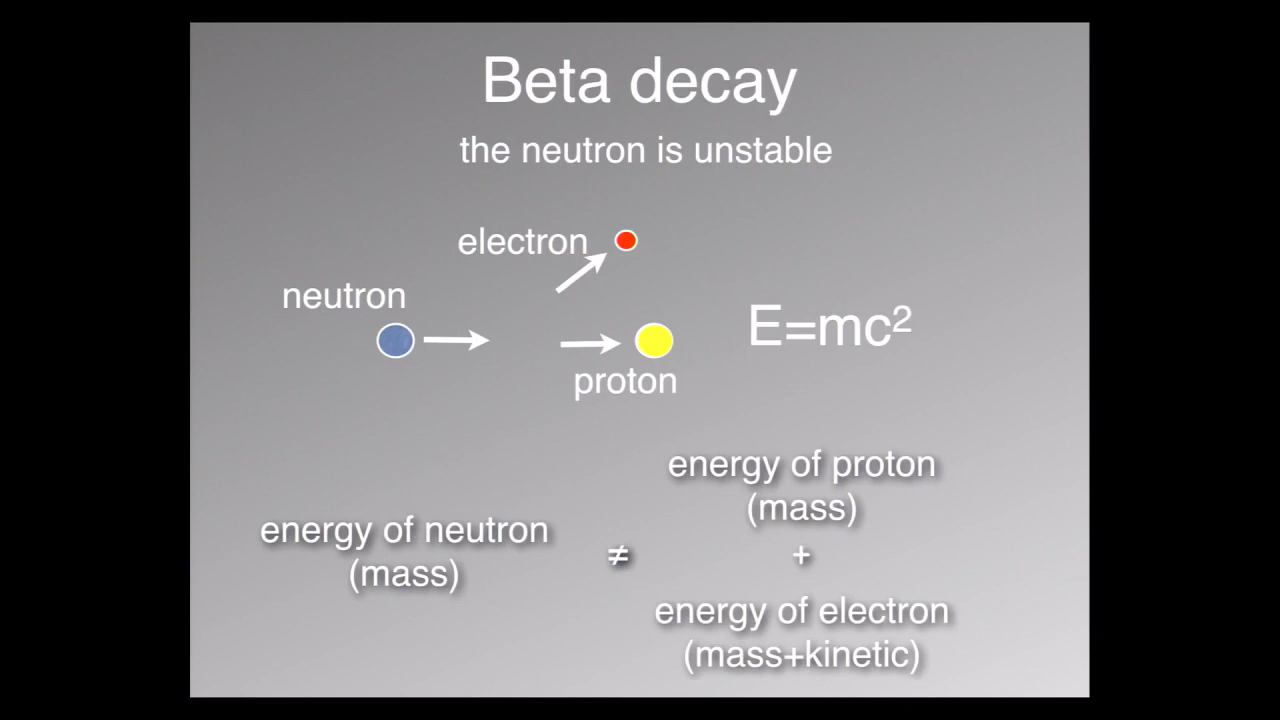 Beta decay
the neutron is unstable
electron
neutron
proton
E=mc²
energy of neutron
(mass)
≠
energy of proton
(mass)
+
energy of electron
(mass+kinetic)